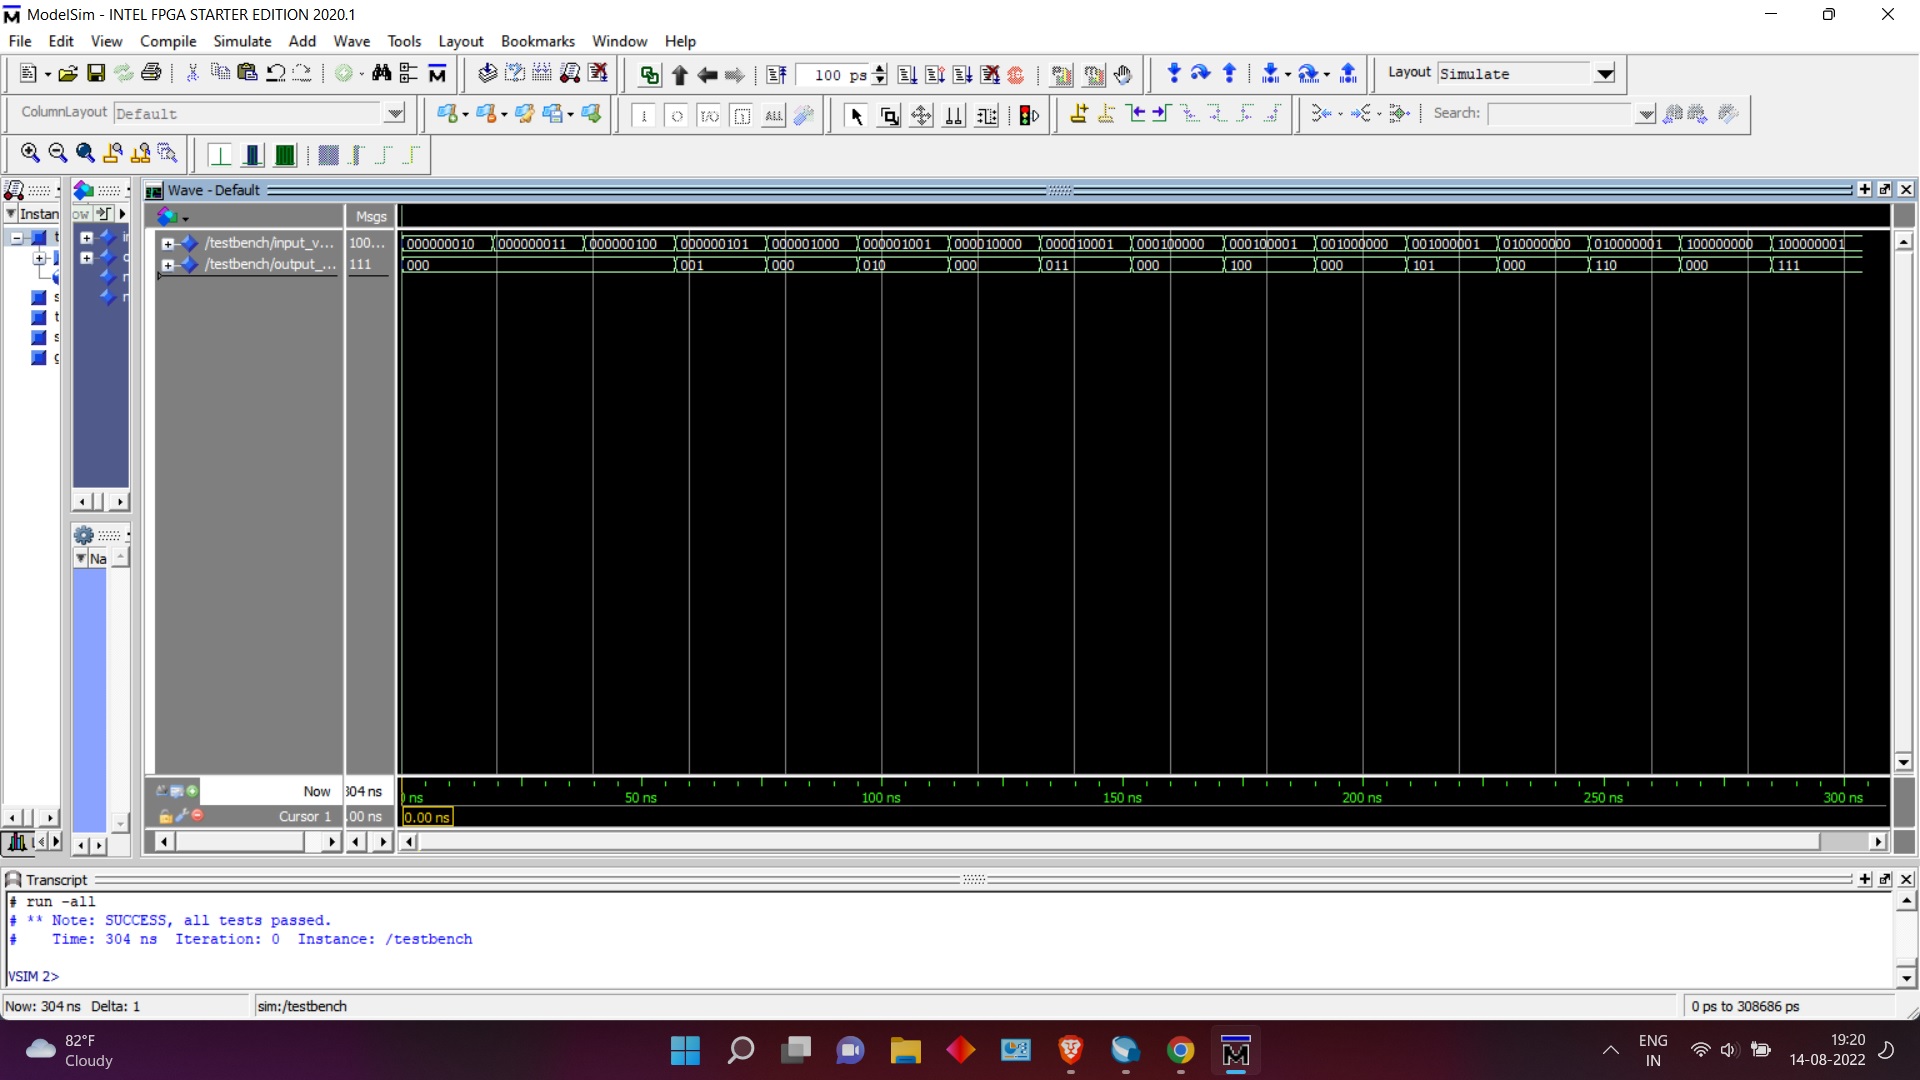 ModelSim - INTEL FPGA STARTER EDITION 2020.1
File Edit View Compile Simulate Add Wave Tools Layout Bookmarks Window Help
100 ps Layout Simulate
ColumnLayout Default ALL Search:
Wave - Default
Instan
Msgs
/testbench/input_v... 100... 000000010 000000011 000000100 000000101 000001000 000001001 000010000 000010001 000100000 000100001 001000000 001000001 010000000 010000001 100000000 100000001
/testbench/output_... 111 000 001 000 010 000 011 000 100 000 101 000 110 000 111
Na
Now 304 ns ns 50 ns 100 ns 150 ns 200 ns 250 ns 300 ns
Cursor 1 .00 ns 0.00 ns
Transcript
# run -all
# ** Note: SUCCESS, all tests passed.
# Time: 304 ns Iteration: 0 Instance: /testbench
VSIM 2>
Now: 304 ns Delta: 1 sim:/testbench 0 ps to 308686 ps
82°F
Cloudy
ENG
IN
19:20
14-08-2022